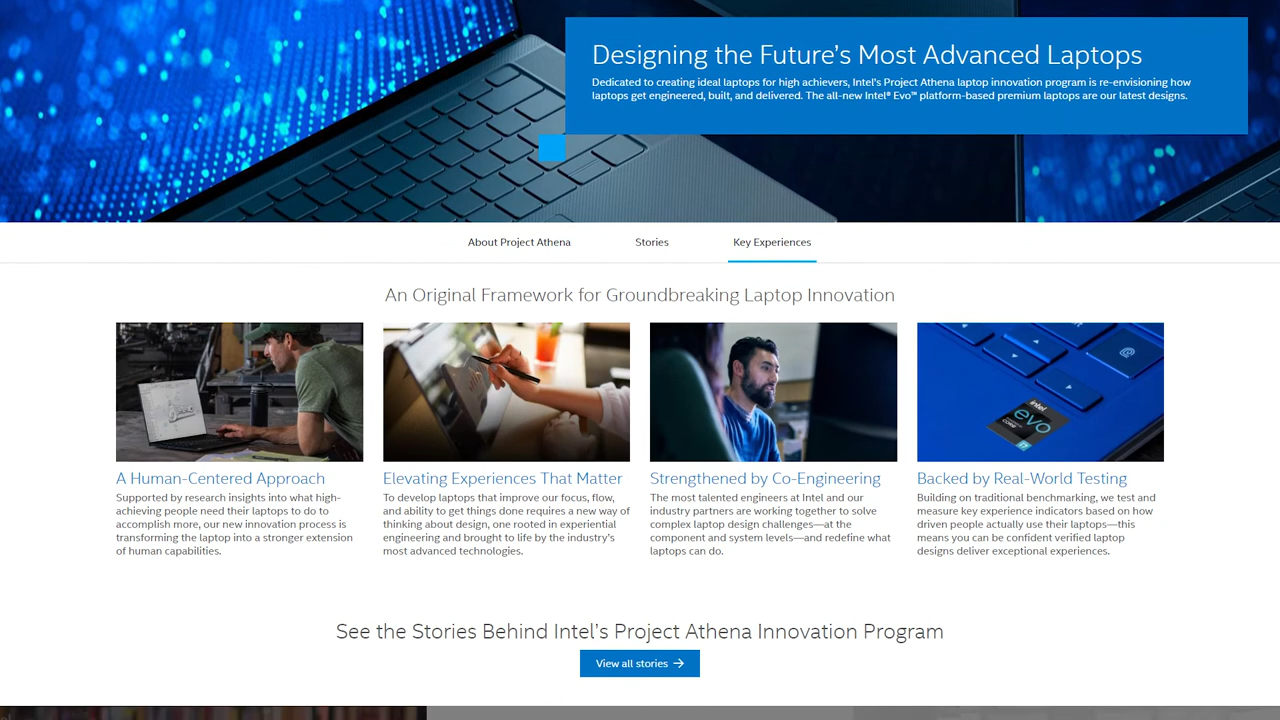 Designing the Future's Most Advanced Laptops
Dedicated to creating ideal laptops for high achievers, Intel's Project Athena laptop innovation program is re-envisioning how
laptops get engineered, built, and delivered. The all-new Intel® Evo™ platform-based premium laptops are our latest designs.
About Project Athena
Stories
Key Experiences
An Original Framework for Groundbreaking Laptop Innovation
intel
evo
CORE
i7
A Human-Centered Approach
Supported by research insights into what high-
achieving people need their laptops to do to
accomplish more, our new innovation process is
transforming the laptop into a stronger extension
of human capabilities.
Elevating Experiences That Matter
To develop laptops that improve our focus, flow,
and ability to get things done requires a new way of
thinking about design, one rooted in experiential
engineering and brought to life by the industry's
most advanced technologies.
Strengthened by Co-Engineering
The most talented engineers at Intel and our
industry partners are working together to solve
complex laptop design challenges—at the
component and system levels—and redefine what
laptops can do.
Backed by Real-World Testing
Building on traditional benchmarking, we test and
measure key experience indicators based on how
driven people actually use their laptops—this
means you can be confident verified laptop
designs deliver exceptional experiences.
See the Stories Behind Intel's Project Athena Innovation Program
View all stories →